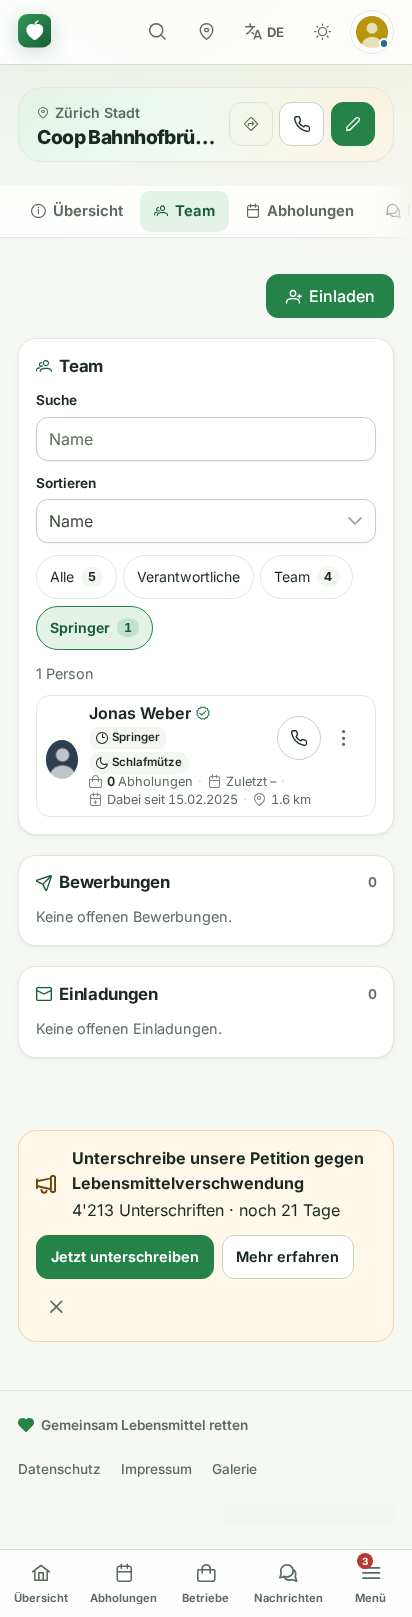 DE
Zürich Stadt
Coop Bahnhofbrü...
Übersicht Team Abholungen
Einladen
Team
Suche
Name
Sortieren
Name
Alle 5 Verantwortliche Team 4
Springer 1
1 Person
Jonas Weber
Springer
Schlafmütze
0 Abholungen · Zuletzt – ·
Dabei seit 15.02.2025 · 1.6 km
Bewerbungen 0
Keine offenen Bewerbungen.
Einladungen 0
Keine offenen Einladungen.
Unterschreibe unsere Petition gegen
Lebensmittelverschwendung
4'213 Unterschriften · noch 21 Tage
Jetzt unterschreiben Mehr erfahren
Gemeinsam Lebensmittel retten
Datenschutz Impressum Galerie
3
Übersicht Abholungen Betriebe Nachrichten Menü